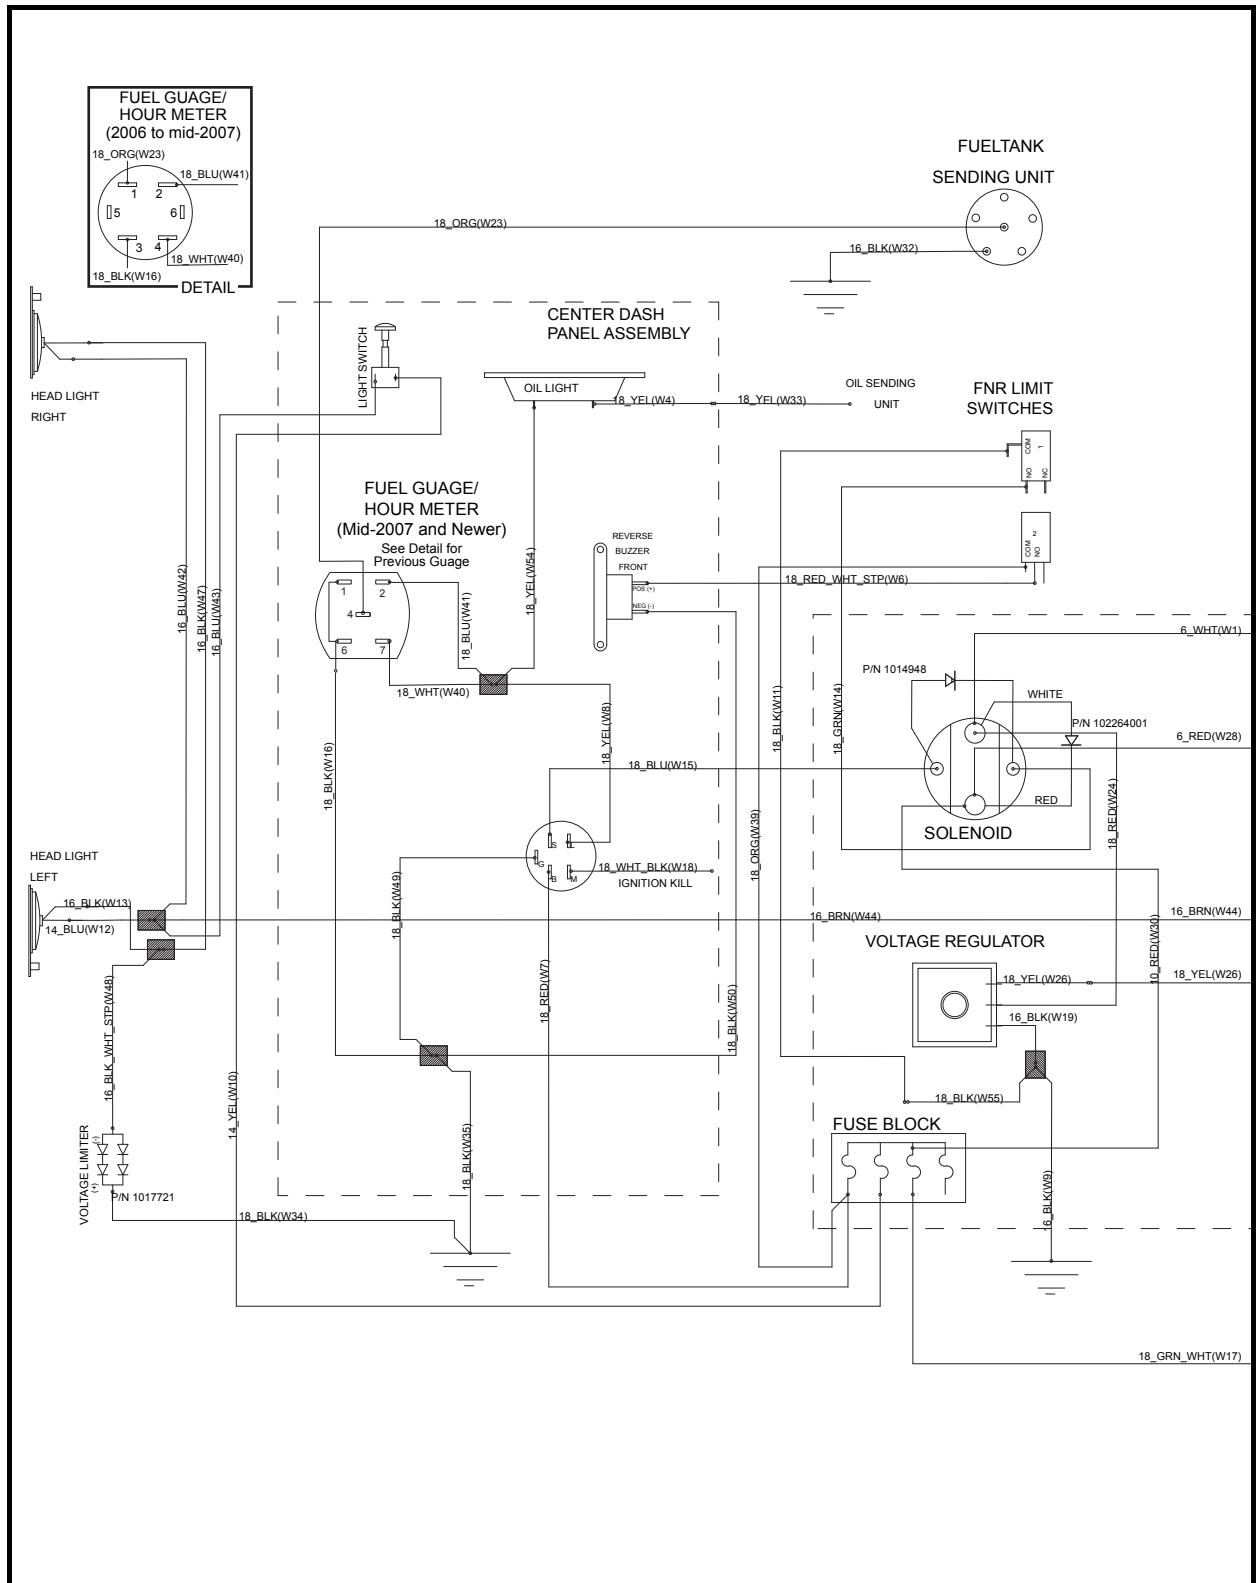 FUEL GUAGE/
HOUR METER
(2006 to mid-2007)
18_ORG(W23)
18_BLU(W41)
1
2
5
6
3
4
18_WHT(W40)
18_BLK(W16)
DETAIL
FUELTANK
SENDING UNIT
18_ORG(W23)
16_BLK(W32)
CENTER DASH
PANEL ASSEMBLY
LIGHT SWITCH
OIL LIGHT
18_YEL(W4)
18_YEL(W33)
OIL SENDING
UNIT
FNR LIMIT
SWITCHES
HEAD LIGHT
RIGHT
COM
1
NO
NC
FUEL GUAGE/
HOUR METER
(Mid-2007 and Newer)
See Detail for
Previous Guage
1
2
4
6
7
REVERSE
BUZZER
FRONT
POS (+)
NEG (-)
2
COM
NO
18_RED_WHT_STP(W6)
16_BLU(W42)
16_BLK(W47)
16_BLU(W43)
18_BLU(W41)
18_YEL(W54)
18_WHT(W40)
18_YEL(W8)
18_BLK(W11)
18_GRN(W14)
6_WHT(W1)
P/N 1014948
WHITE
P/N 102264001
6_RED(W28)
18_BLK(W16)
18_BLU(W15)
RED
18_RED(W24)
SOLENOID
18_ORG(W39)
S
L
G
B
M
18_WHT_BLK(W18)
IGNITION KILL
HEAD LIGHT
LEFT
16_BLK(W13)
14_BLU(W12)
18_BLK(W49)
16_BRN(W44)
16_BRN(W44)
10_RED(W30)
VOLTAGE REGULATOR
18_YEL(W26)
18_YEL(W26)
16_BLK(W19)
18_RED(W7)
18_BLK(W50)
16_BLK_WHT_STP(W48)
14_YEL(W10)
18_BLK(W55)
FUSE BLOCK
VOLTAGE LIMITER
(-)
(+)
P/N 1017721
18_BLK(W35)
18_BLK(W34)
16_BLK(W9)
18_GRN_WHT(W17)